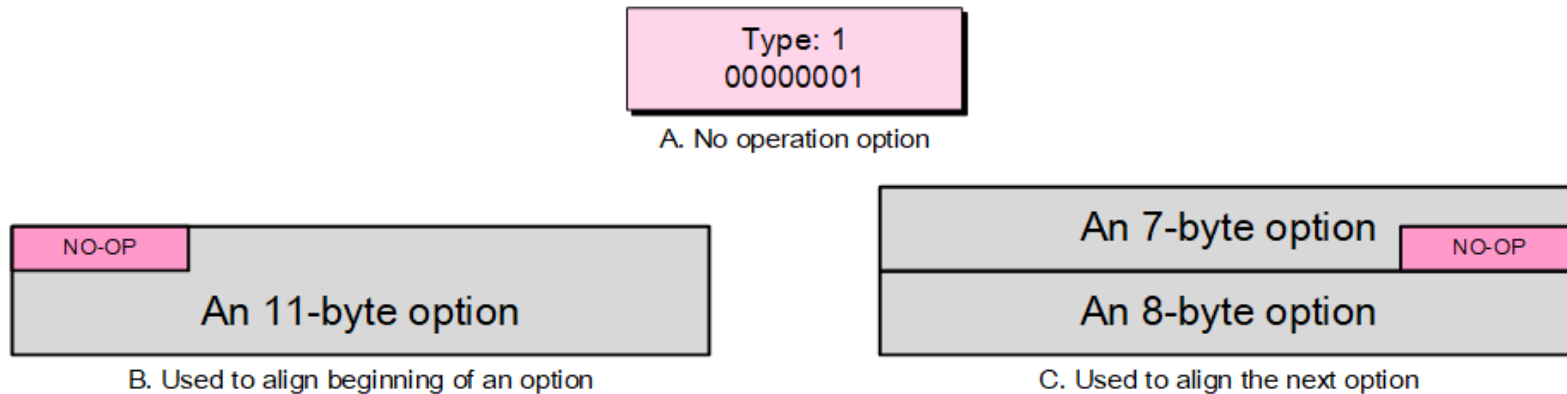 Type: 1
00000001
A. No operation option
NO-OP
An 11-byte option
B. Used to align beginning of an option
An 7-byte option
NO-OP
An 8-byte option
C. Used to align the next option